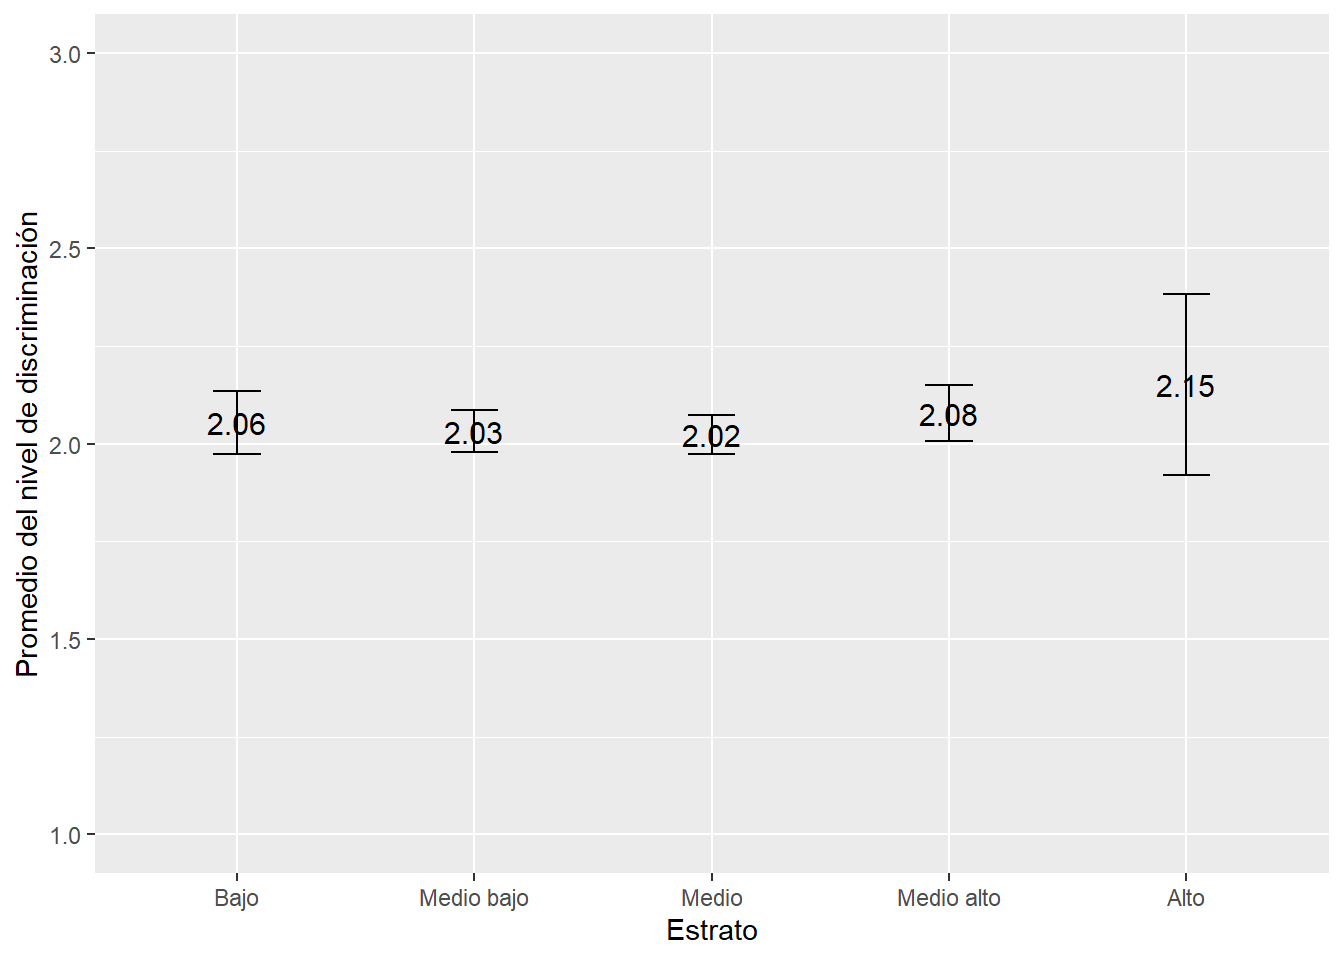 Promedio del nivel de discriminación
3.0
2.5
2.0
1.5
1.0
2.06
2.03
2.02
2.08
2.15
Bajo
Medio bajo
Medio
Medio alto
Alto
Estrato